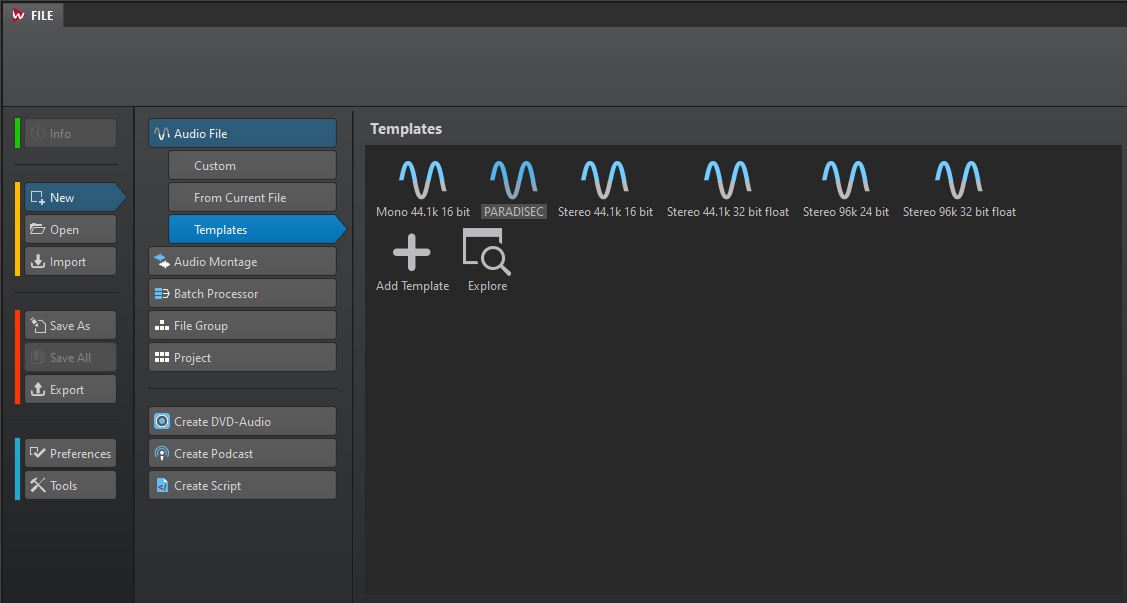 FILE
Info
New
Open
Import
Save As
Save All
Export
Preferences
Tools
Audio File
Custom
From Current File
Templates
Audio Montage
Batch Processor
File Group
Project
Create DVD-Audio
Create Podcast
Create Script
Templates
Mono 44.1k 16 bit
PARADISEC
Stereo 44.1k 16 bit
Stereo 44.1k 32 bit float
Stereo 96k 24 bit
Stereo 96k 32 bit float
Add Template
Explore